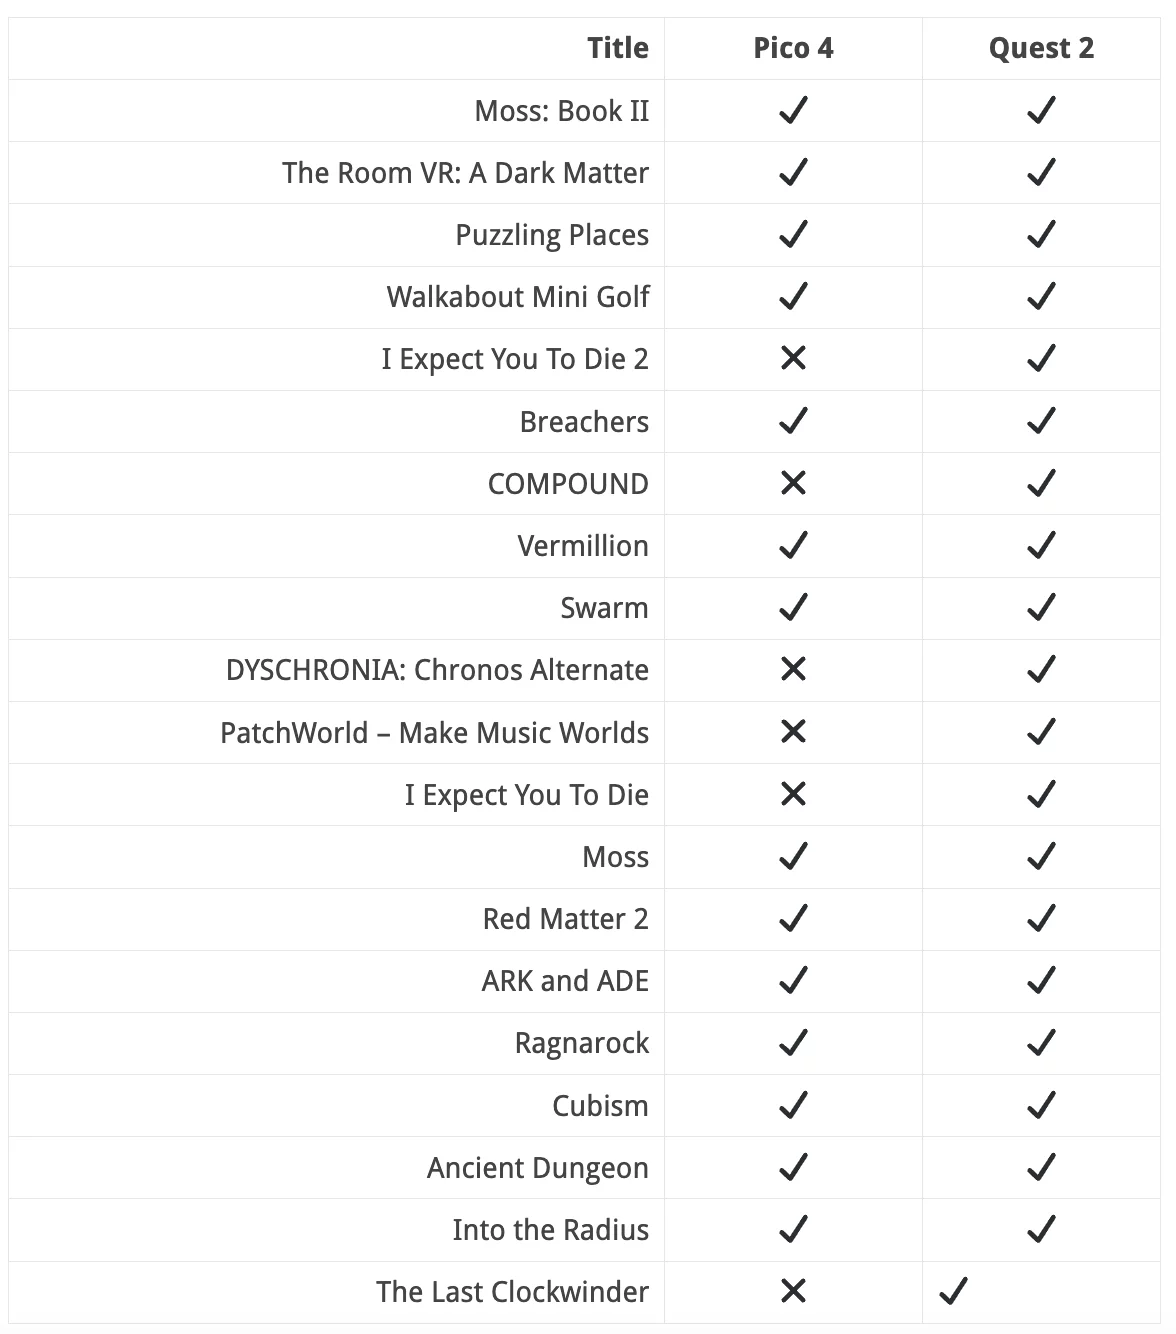 Title Pico 4 Quest 2
Moss: Book II ✓ ✓
The Room VR: A Dark Matter ✓ ✓
Puzzling Places ✓ ✓
Walkabout Mini Golf ✓ ✓
I Expect You To Die 2 ✕ ✓
Breachers ✓ ✓
COMPOUND ✕ ✓
Vermillion ✓ ✓
Swarm ✓ ✓
DYSCHRONIA: Chronos Alternate ✕ ✓
PatchWorld – Make Music Worlds ✕ ✓
I Expect You To Die ✕ ✓
Moss ✓ ✓
Red Matter 2 ✓ ✓
ARK and ADE ✓ ✓
Ragnarock ✓ ✓
Cubism ✓ ✓
Ancient Dungeon ✓ ✓
Into the Radius ✓ ✓
The Last Clockwinder ✕ ✓